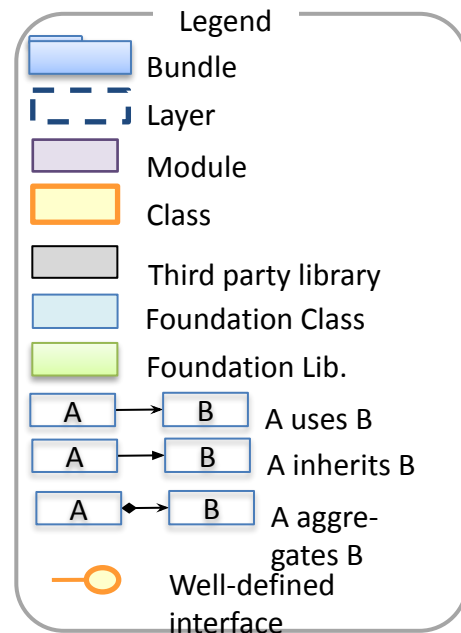 Legend
Bundle
Layer
Module
Class
Third party library
Foundation Class
Foundation Lib.
A B A uses B
A B A inherits B
A B A aggre-
gates B
Well-defined
interface